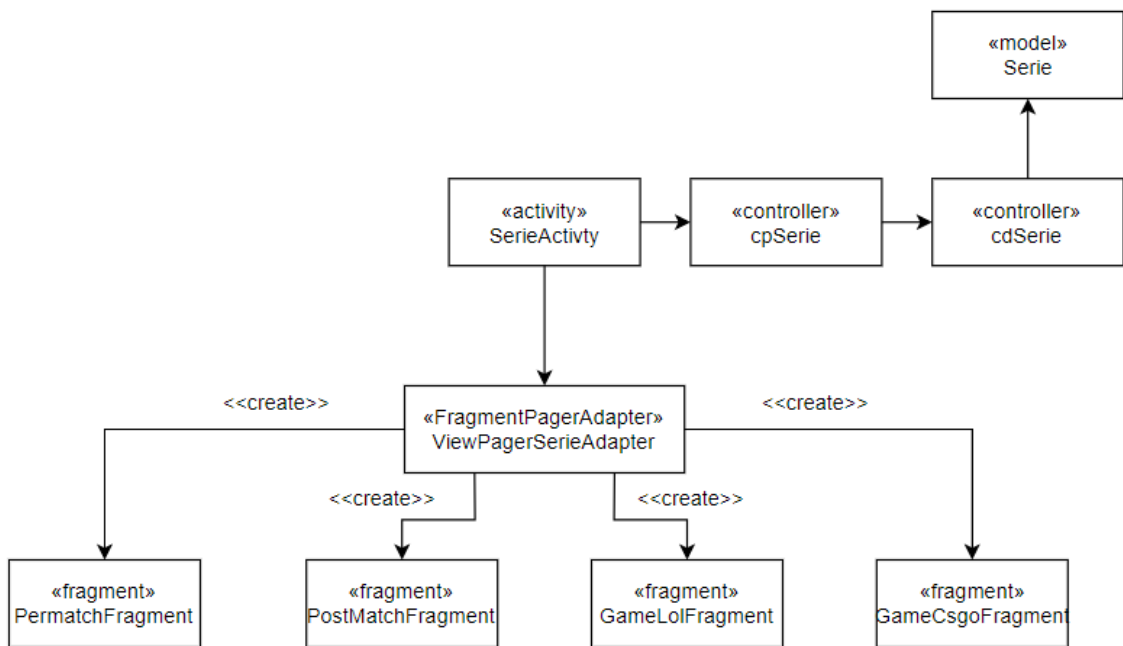 «model»
Serie
«activity»
SerieActivty
«controller»
cpSerie
«controller»
cdSerie
<<create>>
«FragmentPagerAdapter»
ViewPagerSerieAdapter
<<create>>
<<create>>
<<create>>
«fragment»
PermatchFragment
«fragment»
PostMatchFragment
«fragment»
GameLolFragment
«fragment»
GameCsgoFragment